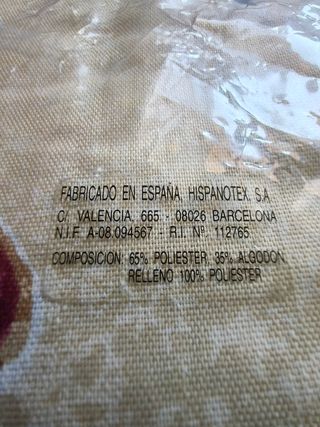 FABRICADO EN ESPAÑA, HISPANOTEX, S.A.
C/. VALENCIA, 665 - 08026 BARCELONA
N.I.F. A-08.094567 - R.I. Nº. 112765
COMPOSICION: 65% POLIESTER, 35% ALGODON
RELLENO 100% POLIESTER